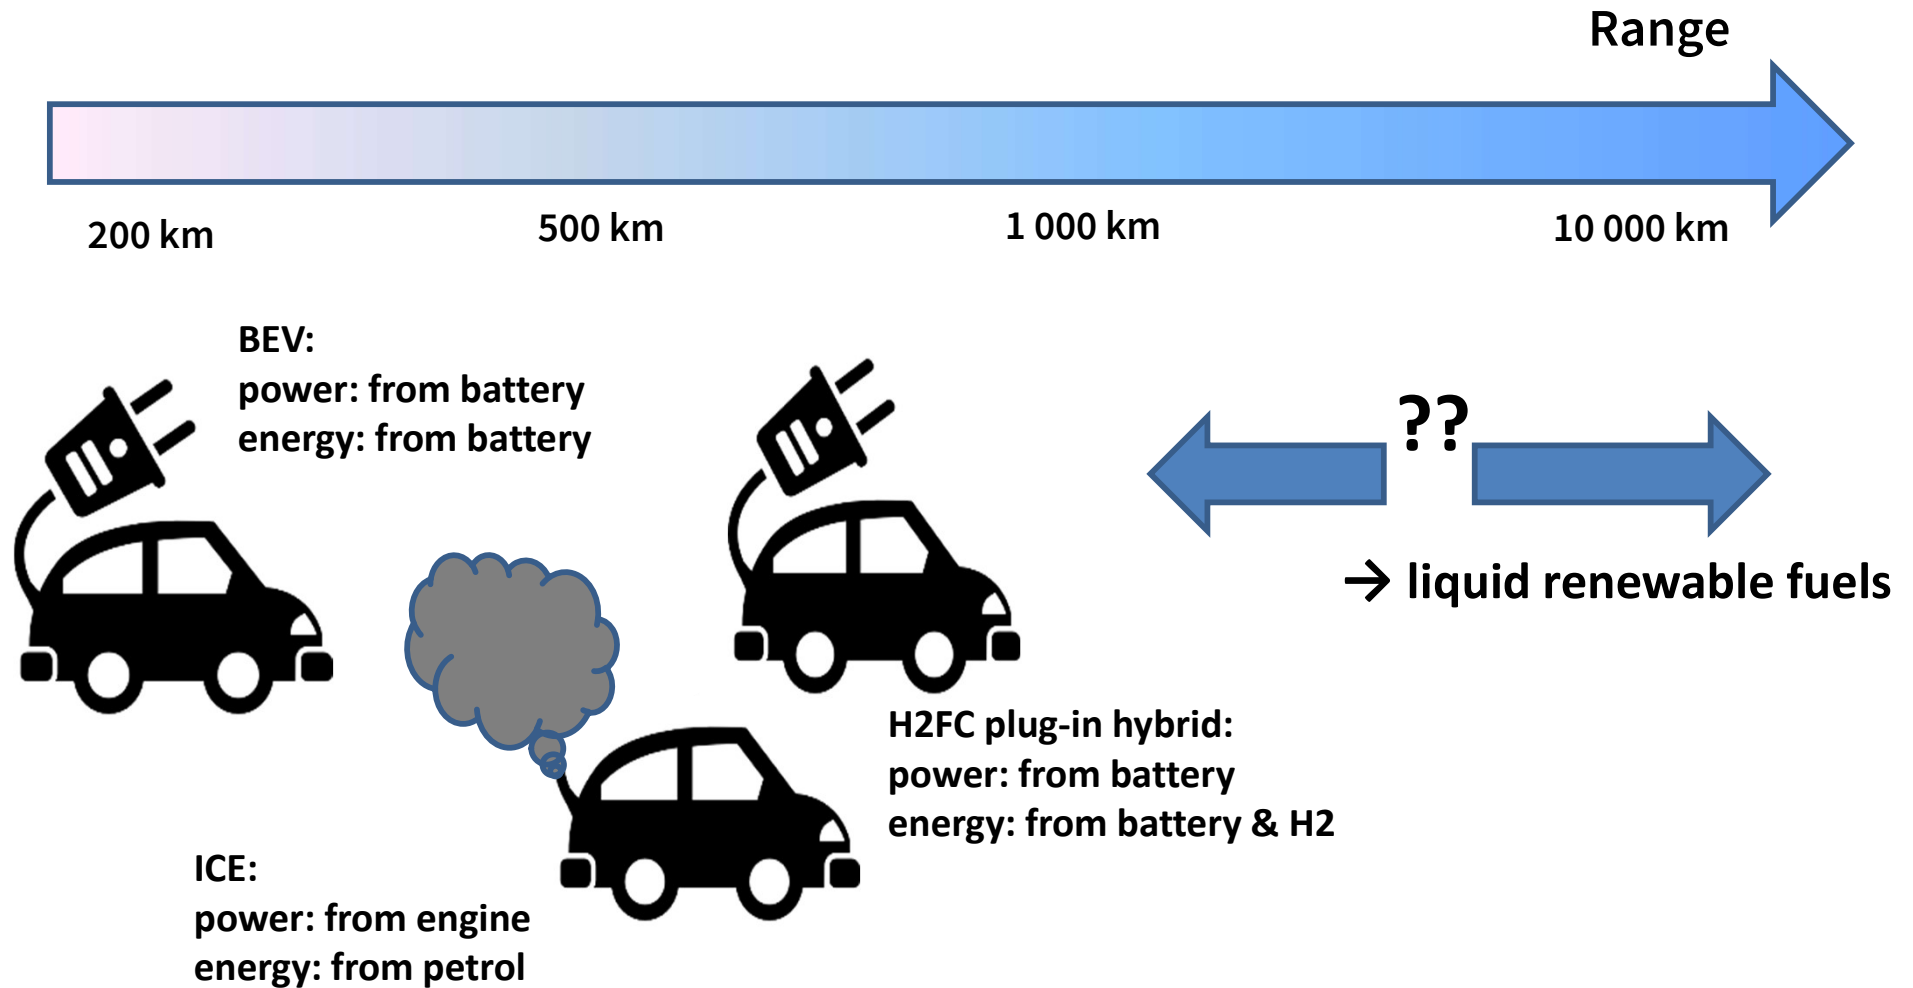 Range
200 km
500 km
1 000 km
10 000 km
BEV:
power: from battery
energy: from battery
??
→ liquid renewable fuels
H2FC plug-in hybrid:
power: from battery
energy: from battery & H2
ICE:
power: from engine
energy: from petrol